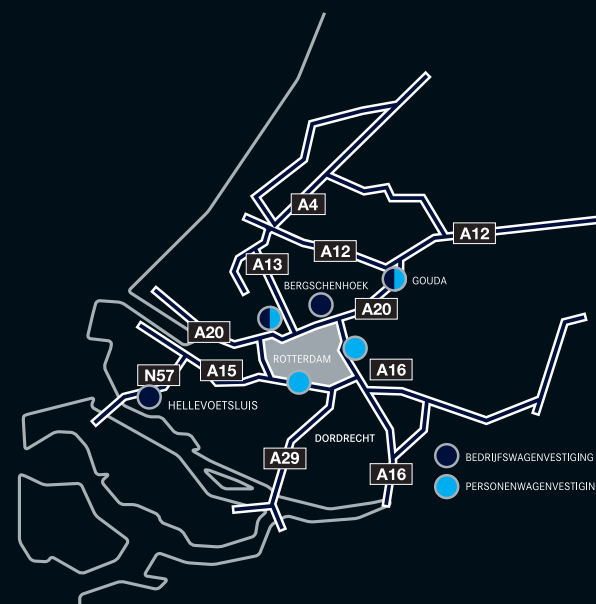 A4
A12
A12
A13
BERGSCHENHOEK
GOUDA
A20
A20
ROTTERDAM
A15
A16
N57
HELLEVOETSLUIS
DORDRECHT
A29
A16
BEDRIJFSWAGENVESTIGING
PERSONENWAGENVESTIGIN